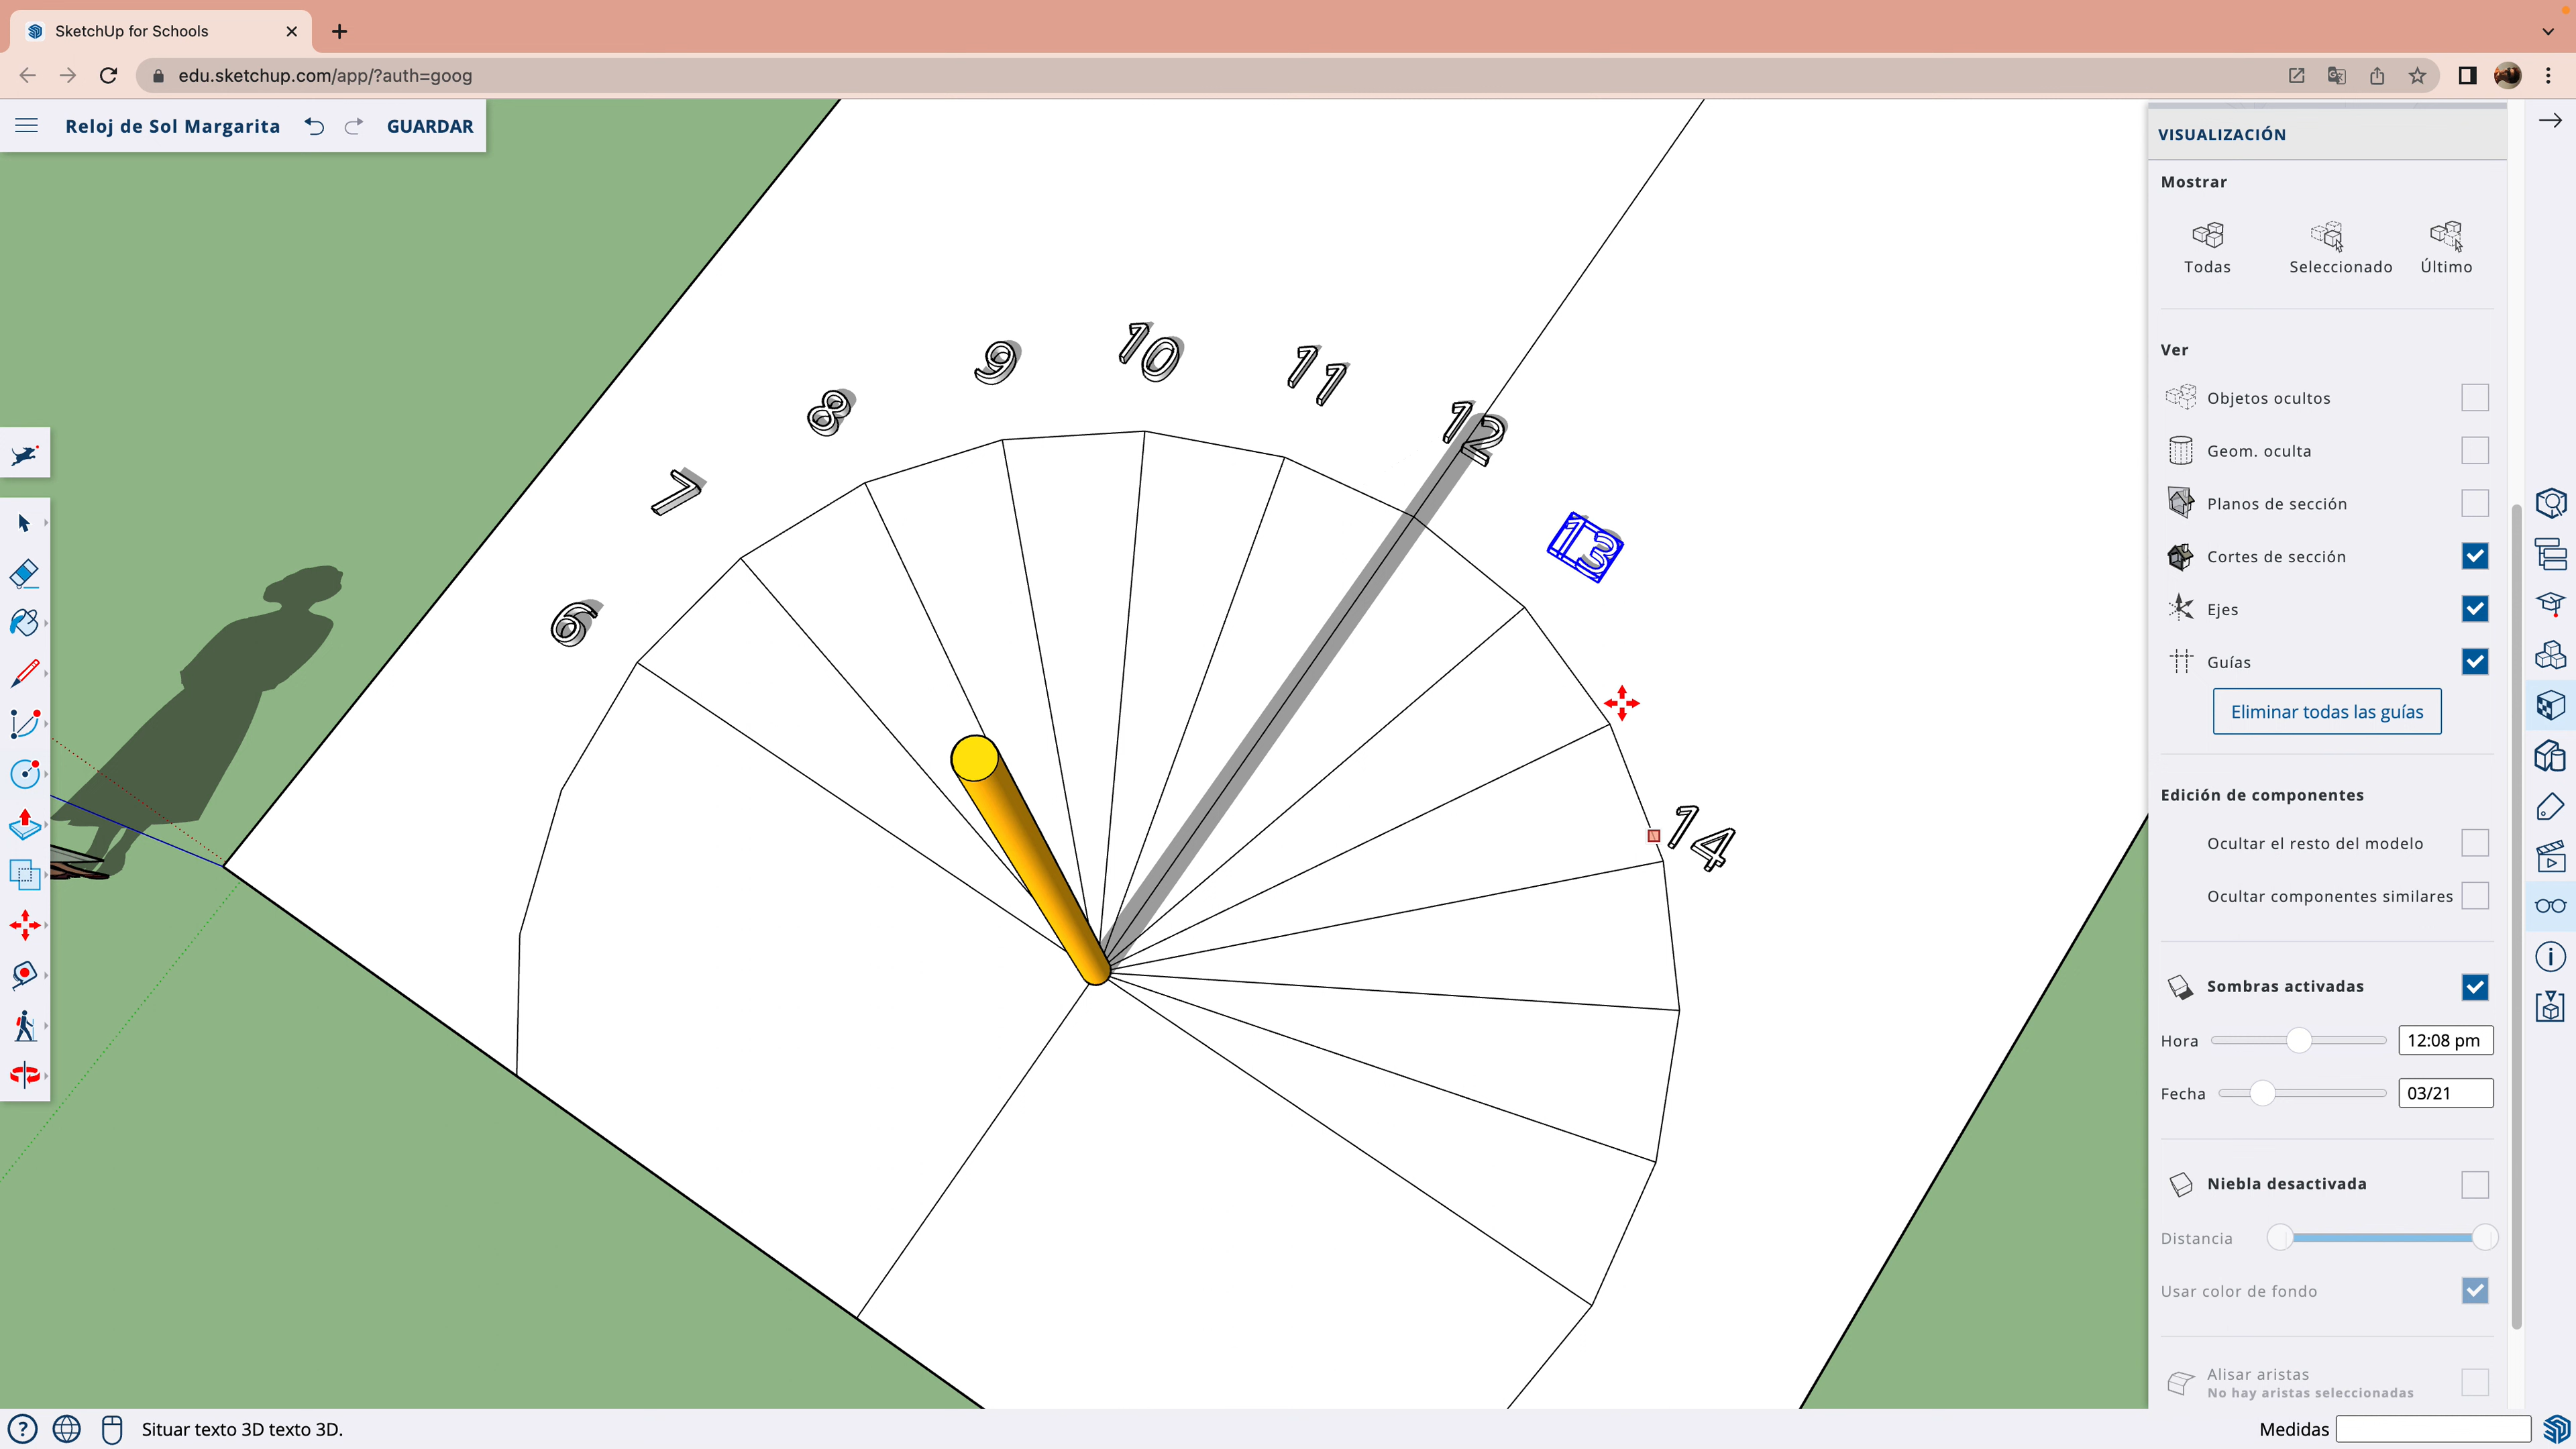 SketchUp for Schools
edu.sketchup.com/app/?auth=goog
Reloj de Sol Margarita
GUARDAR
VISUALIZACIÓN
Mostrar
Todas Seleccionado Último
Ver
Objetos ocultos
Geom. oculta
Planos de sección
Cortes de sección
Ejes
Guías
Eliminar todas las guías
Edición de componentes
Ocultar el resto del modelo
Ocultar componentes similares
Sombras activadas
Hora 12:08 pm
Fecha 03/21
Niebla desactivada
Distancia
Usar color de fondo
Alisar aristas
No hay aristas seleccionadas
6
7
8
9
10
11
12
13
14
Situar texto 3D texto 3D.
Medidas